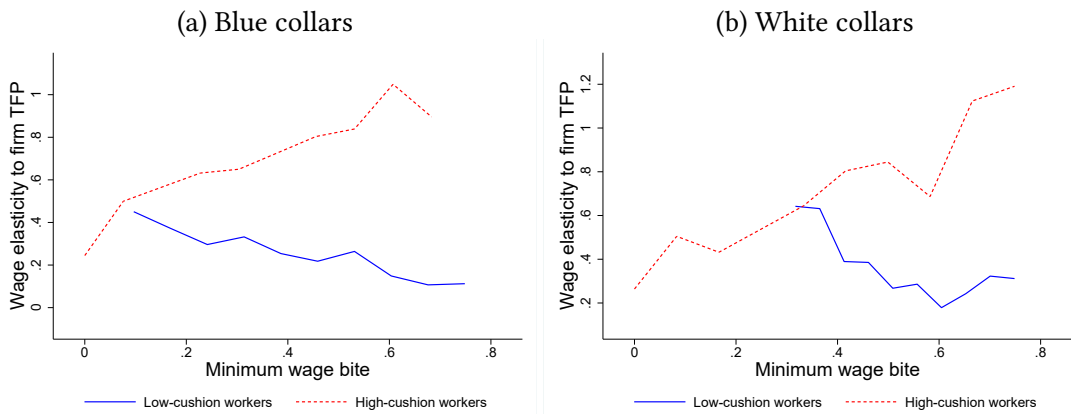 (a) Blue collars
Wage elasticity to firm TFP
0 .2 .4 .6 .8 1
0 .2 .4 .6 .8
Minimum wage bite
Low-cushion workers High-cushion workers
(b) White collars
Wage elasticity to firm TFP
.2 .4 .6 .8 1 1.2
0 .2 .4 .6 .8
Minimum wage bite
Low-cushion workers High-cushion workers